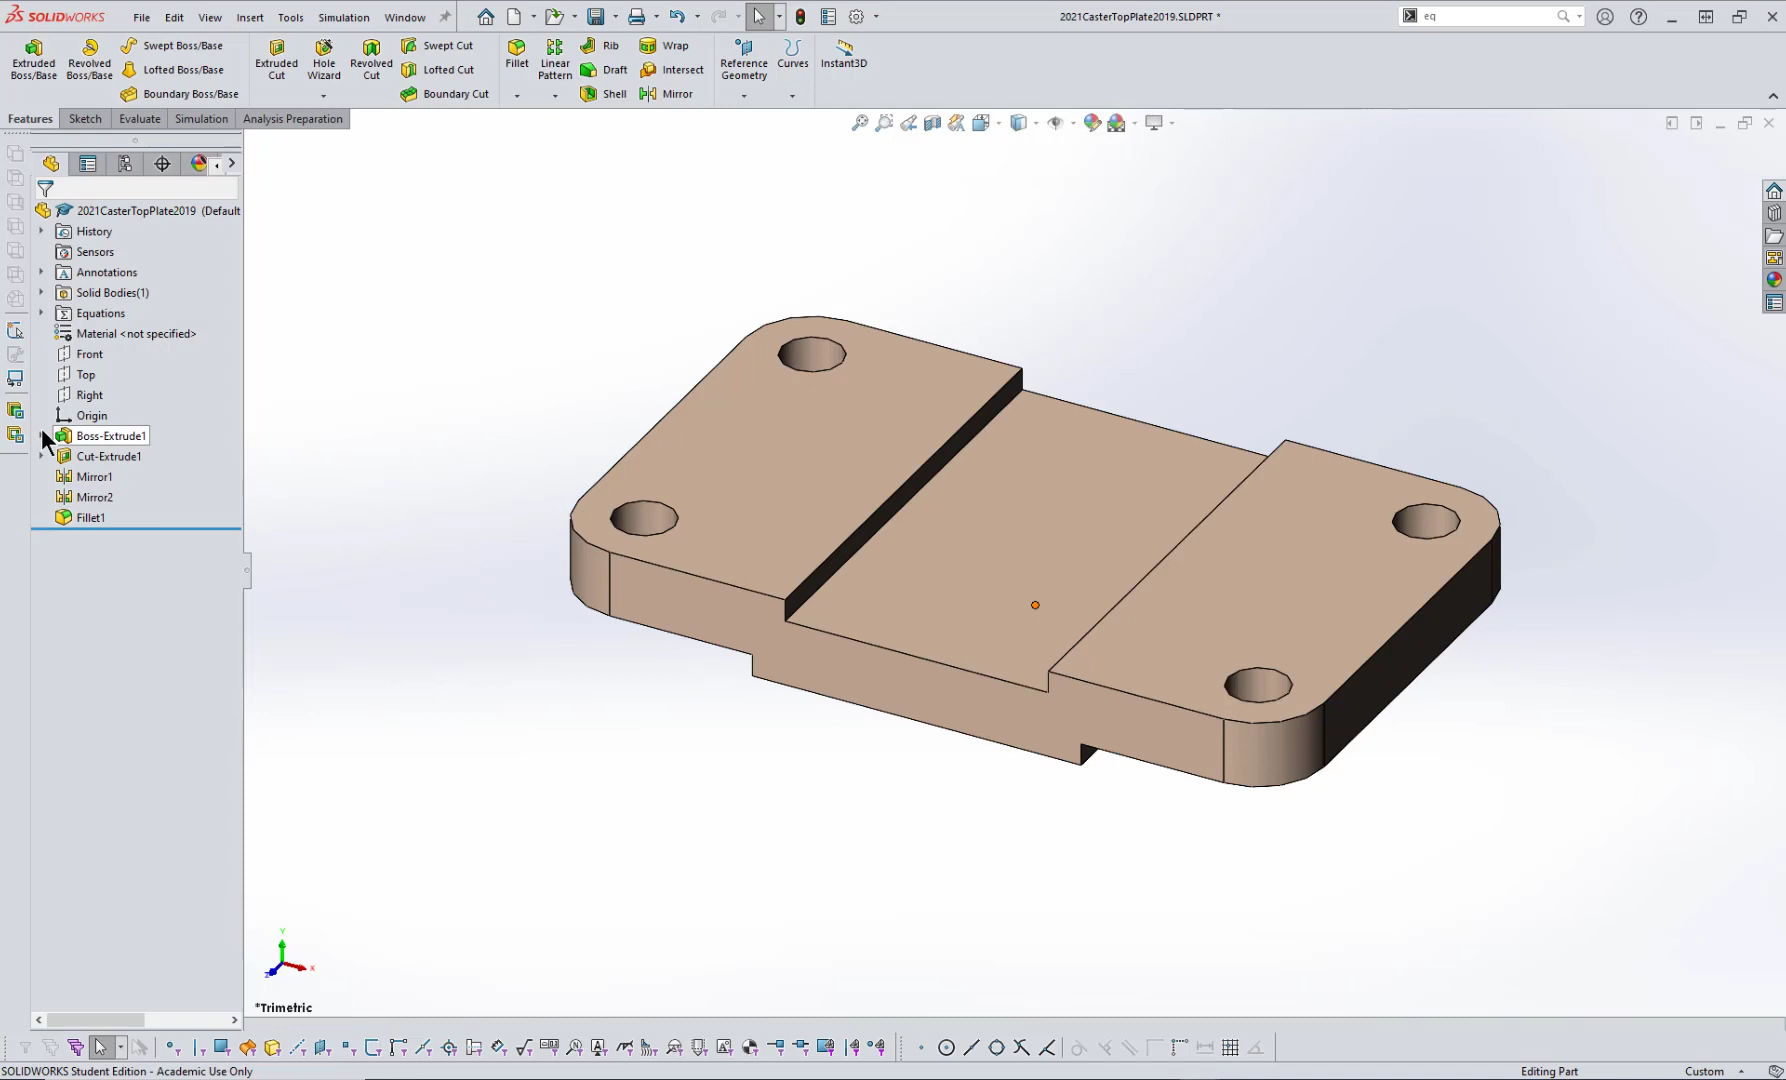 SOLIDWORKS File Edit View Insert Tools Simulation Window 2021CasterTopPlate2019.SLDPRT * eq
Extruded Boss/Base
Revolved Boss/Base
Swept Boss/Base
Lofted Boss/Base
Boundary Boss/Base
Extruded Cut
Hole Wizard
Revolved Cut
Swept Cut
Lofted Cut
Boundary Cut
Fillet
Linear Pattern
Rib
Draft
Shell
Wrap
Intersect
Mirror
Reference Geometry
Curves
Instant3D
Features Sketch Evaluate Simulation Analysis Preparation
2021CasterTopPlate2019 (Default
History
Sensors
Annotations
Solid Bodies(1)
Equations
Material <not specified>
Front
Top
Right
Origin
Boss-Extrude1
Cut-Extrude1
Mirror1
Mirror2
Fillet1
Y
X
Z
*Trimetric
SOLIDWORKS Student Edition - Academic Use Only Editing Part Custom